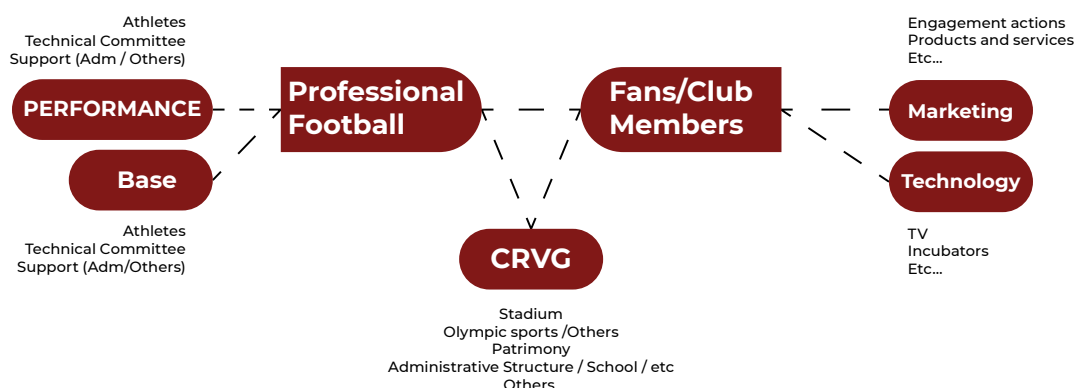 Athletes
Technical Committee
Support (Adm / Others)
PERFORMANCE
Base
Athletes
Technical Committee
Support (Adm/Others)
Professional
Football
Fans/Club
Members
CRVG
Stadium
Olympic sports /Others
Patrimony
Administrative Structure / School / etc
Others
Engagement actions
Products and services
Etc...
Marketing
Technology
TV
Incubators
Etc...